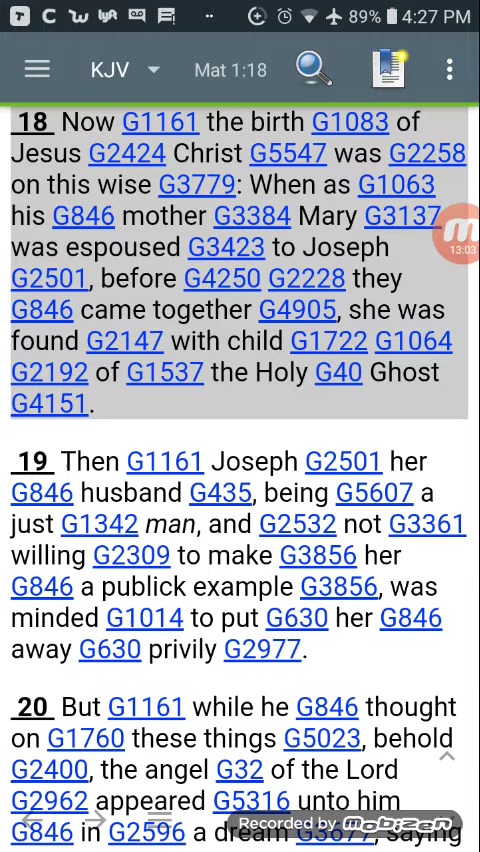 89% 4:27 PM
KJV Mat 1:18
18 Now G1161 the birth G1083 of
Jesus G2424 Christ G5547 was G2258
on this wise G3779: When as G1063
his G846 mother G3384 Mary G3137
was espoused G3423 to Joseph
G2501, before G4250 G2228 they
G846 came together G4905, she was
found G2147 with child G1722 G1064
G2192 of G1537 the Holy G40 Ghost
G4151.
13:03
19 Then G1161 Joseph G2501 her
G846 husband G435, being G5607 a
just G1342 man, and G2532 not G3361
willing G2309 to make G3856 her
G846 a publick example G3856, was
minded G1014 to put G630 her G846
away G630 privily G2977.
20 But G1161 while he G846 thought
on G1760 these things G5023, behold
G2400, the angel G32 of the Lord
G2962 appeared G5316 unto him
G846 in G2596 a dream G3677, saying
Recorded by mobizen